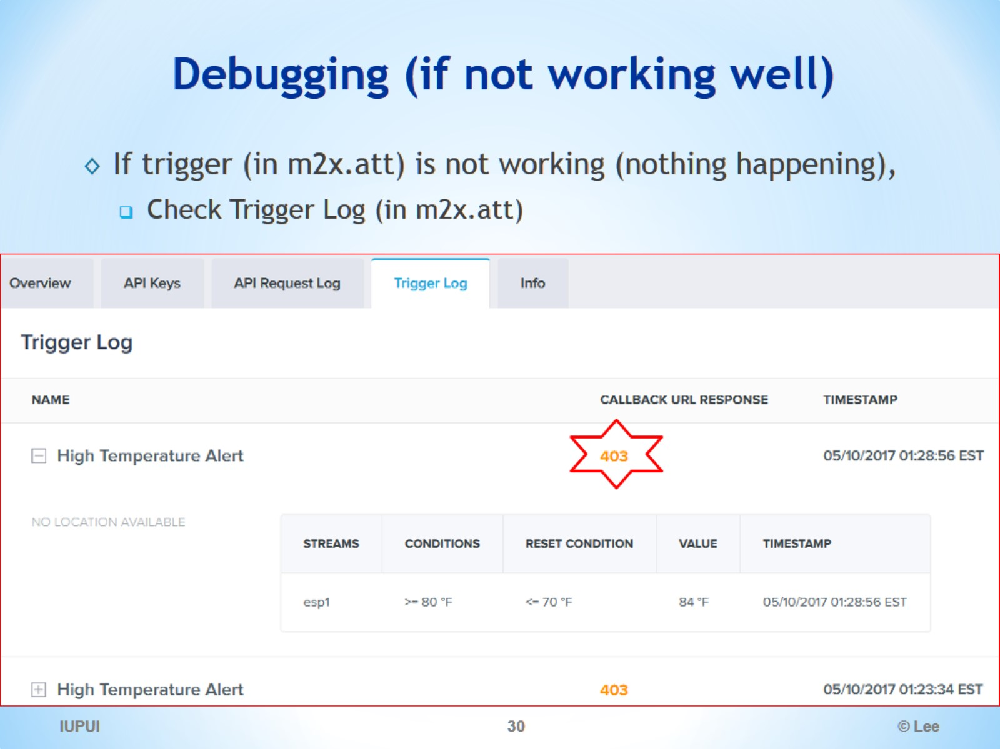 Debugging (if not working well)
If trigger (in m2x.att) is not working (nothing happening),
Check Trigger Log (in m2x.att)
Overview API Keys API Request Log Trigger Log Info
Trigger Log
NAME CALLBACK URL RESPONSE TIMESTAMP
High Temperature Alert 403 05/10/2017 01:28:56 EST
NO LOCATION AVAILABLE
STREAMS CONDITIONS RESET CONDITION VALUE TIMESTAMP
esp1 >= 80 °F <= 70 °F 84 °F 05/10/2017 01:28:56 EST
High Temperature Alert 403 05/10/2017 01:23:34 EST
IUPUI 30 © Lee